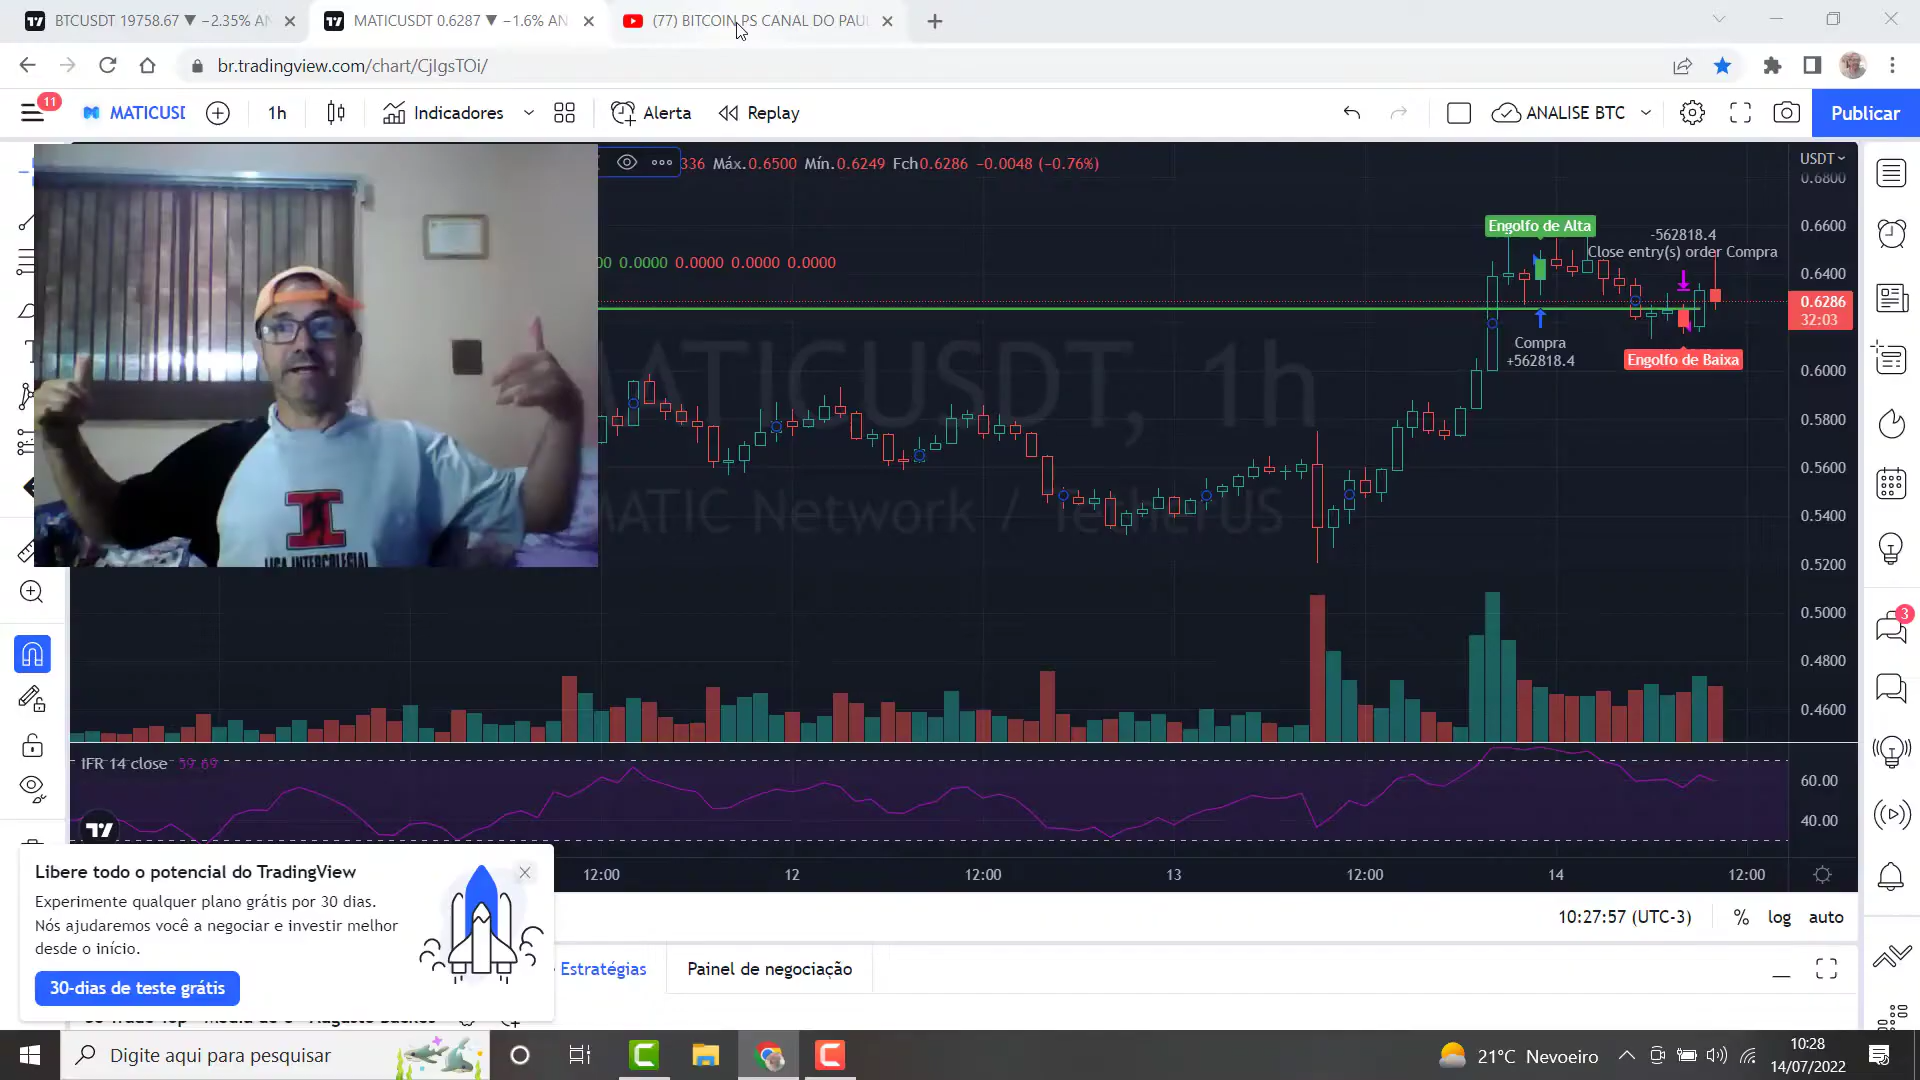 BTCUSDT 19758.67 ▼ −2.35% AN
MATICUSDT 0.6287 ▼ −1.6% AN
(77) BITCOIN PS CANAL DO PAUL
br.tradingview.com/chart/CjIgsTOi/
11
MATICUSD
1h
Indicadores
Alerta
Replay
ANALISE BTC
Publicar
336 Máx.0.6500 Mín.0.6249 Fch0.6286 −0.0048 (−0.76%)
00 0.0000 0.0000 0.0000 0.0000
USDT
0.6800
0.6600
0.6400
0.6286
32:03
0.6000
0.5800
0.5600
0.5400
0.5200
0.5000
0.4800
0.4600
Engolfo de Alta
-562818.4
Close entry(s) order Compra
Compra
+562818.4
Engolfo de Baixa
MATICUSDT, 1h
MATIC Network / TetherUS
LIGA INTERCOLEGIAL
3
IFR 14 close 59.69
60.00
40.00
12:00
12
12:00
13
12:00
14
12:00
Libere todo o potencial do TradingView
Experimente qualquer plano grátis por 30 dias.
Nós ajudaremos você a negociar e investir melhor
desde o início.
30-dias de teste grátis
10:27:57 (UTC-3)
%
log
auto
Estratégias
Painel de negociação
Digite aqui para pesquisar
21°C Nevoeiro
10:28
14/07/2022